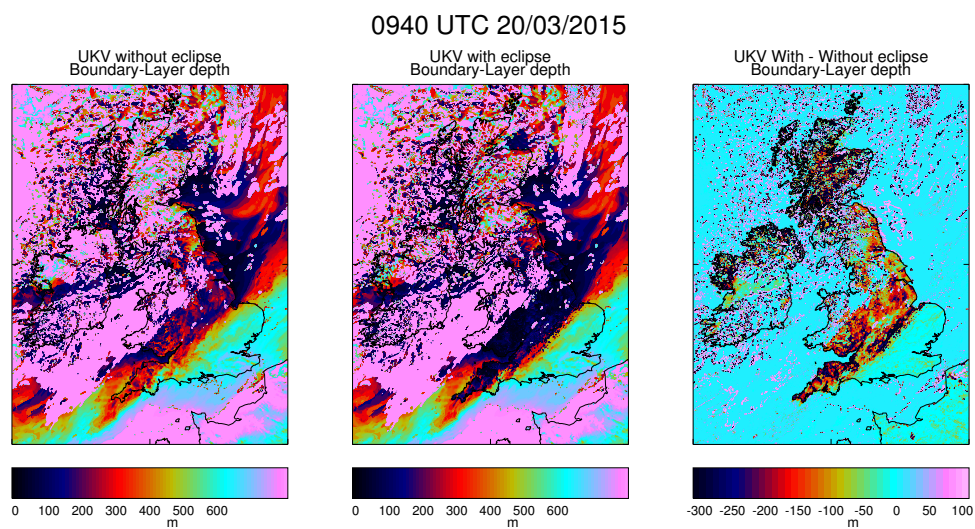 0940 UTC 20/03/2015
UKV without eclipse
Boundary-Layer depth
UKV with eclipse
Boundary-Layer depth
UKV With - Without eclipse
Boundary-Layer depth
0 100 200 300 400 500 600
m
0 100 200 300 400 500 600
m
-300 -250 -200 -150 -100 -50 0 50 100
m